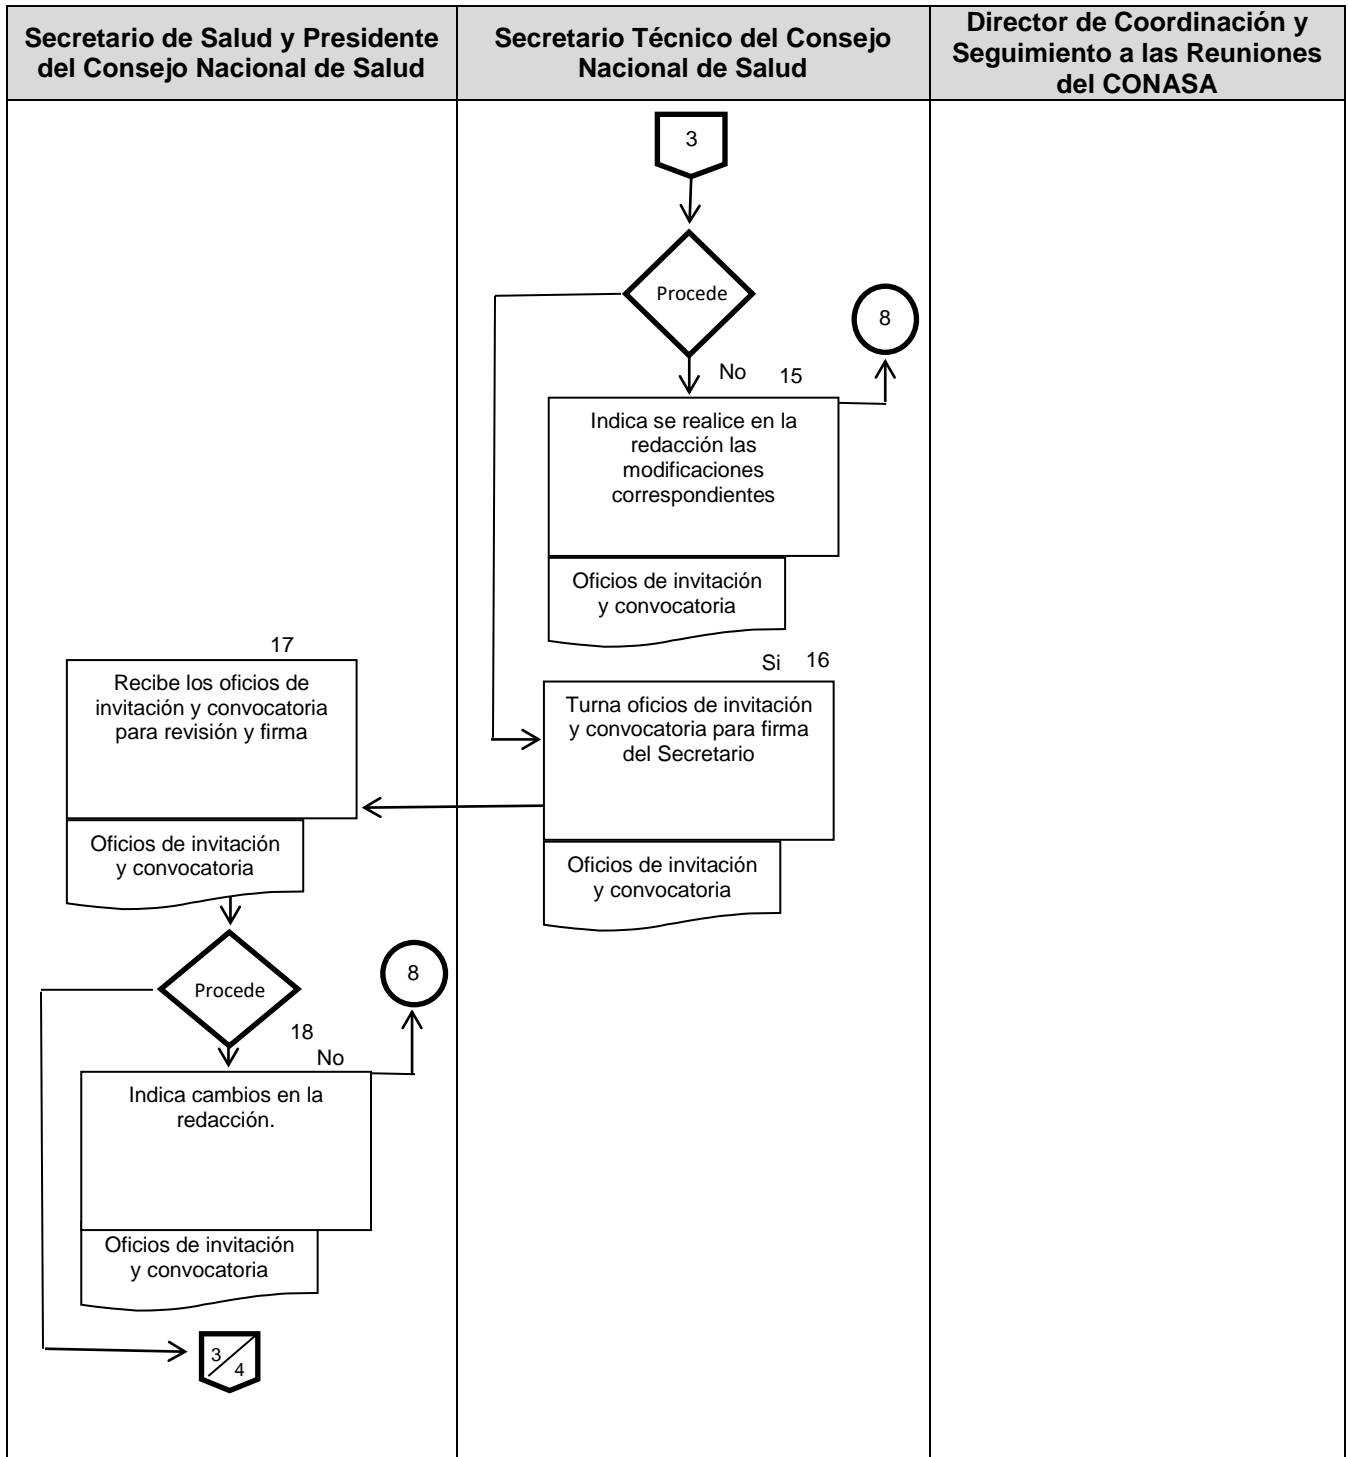 Secretario de Salud y Presidente
del Consejo Nacional de Salud
Secretario Técnico del Consejo
Nacional de Salud
Director de Coordinación y
Seguimiento a las Reuniones
del CONASA
3
Procede
8
No
15
Indica se realice en la
redacción las
modificaciones
correspondientes
Oficios de invitación
y convocatoria
Si
16
Turna oficios de invitación
y convocatoria para firma
del Secretario
Oficios de invitación
y convocatoria
17
Recibe los oficios de
invitación y convocatoria
para revisión y firma
Oficios de invitación
y convocatoria
Procede
8
18
No
Indica cambios en la
redacción.
Oficios de invitación
y convocatoria
3
4